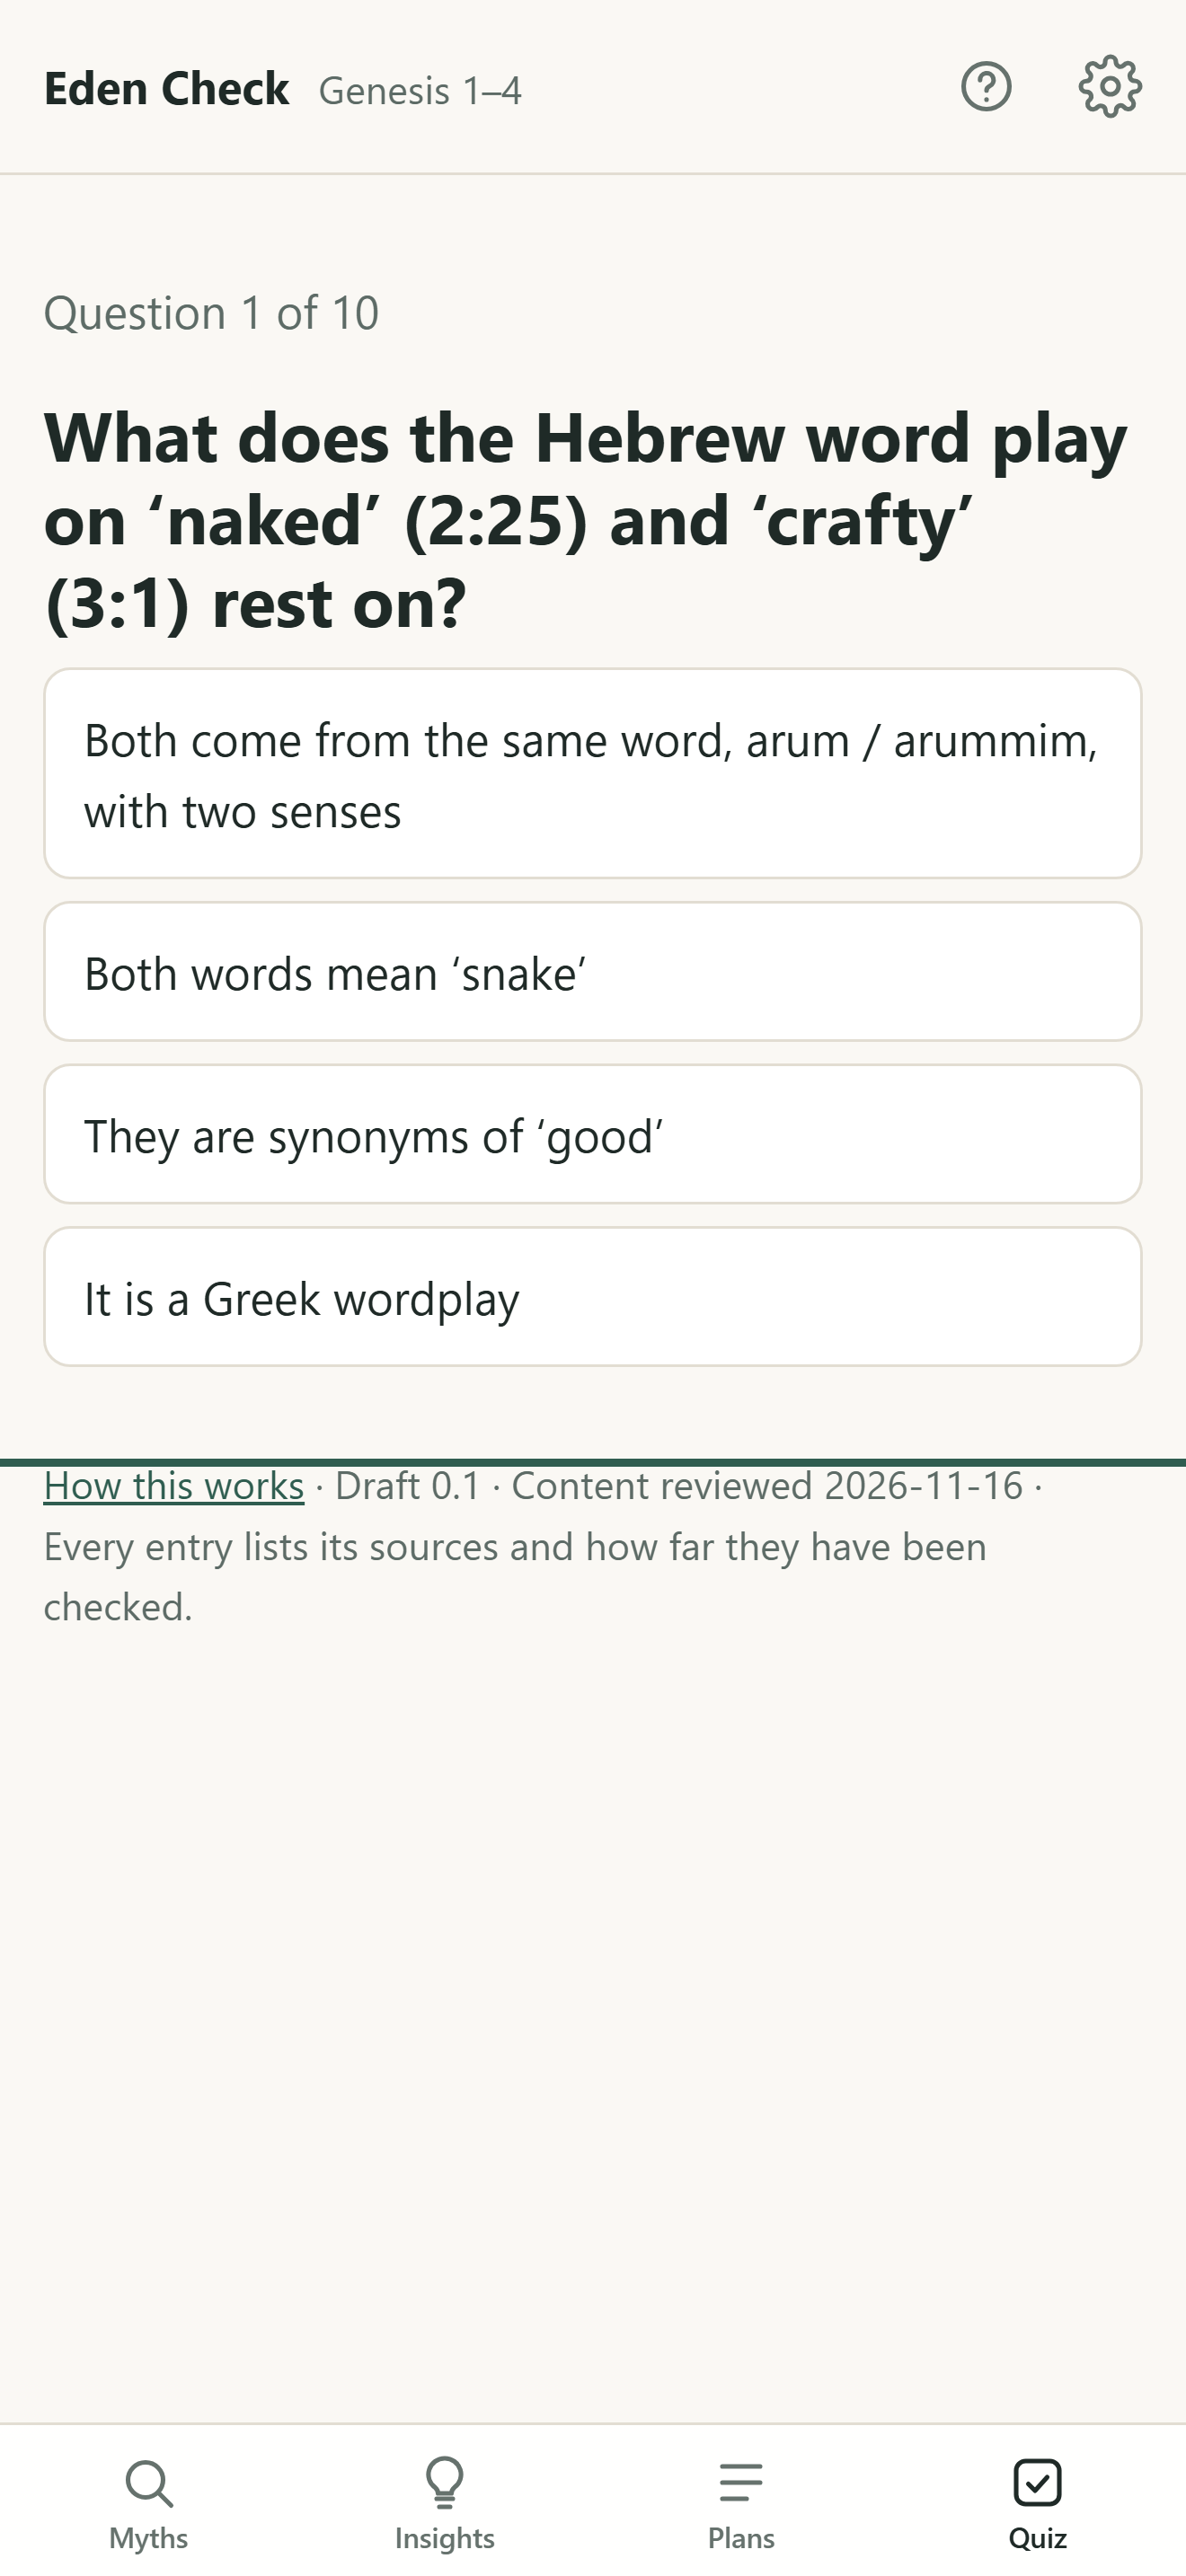 Eden Check Genesis 1–4
Question 1 of 10
What does the Hebrew word play
on ‘naked’ (2:25) and ‘crafty’
(3:1) rest on?
Both come from the same word, arum / arummim,
with two senses
Both words mean ‘snake’
They are synonyms of ‘good’
It is a Greek wordplay
How this works · Draft 0.1 · Content reviewed 2026-11-16 ·
Every entry lists its sources and how far they have been
checked.
Myths Insights Plans Quiz